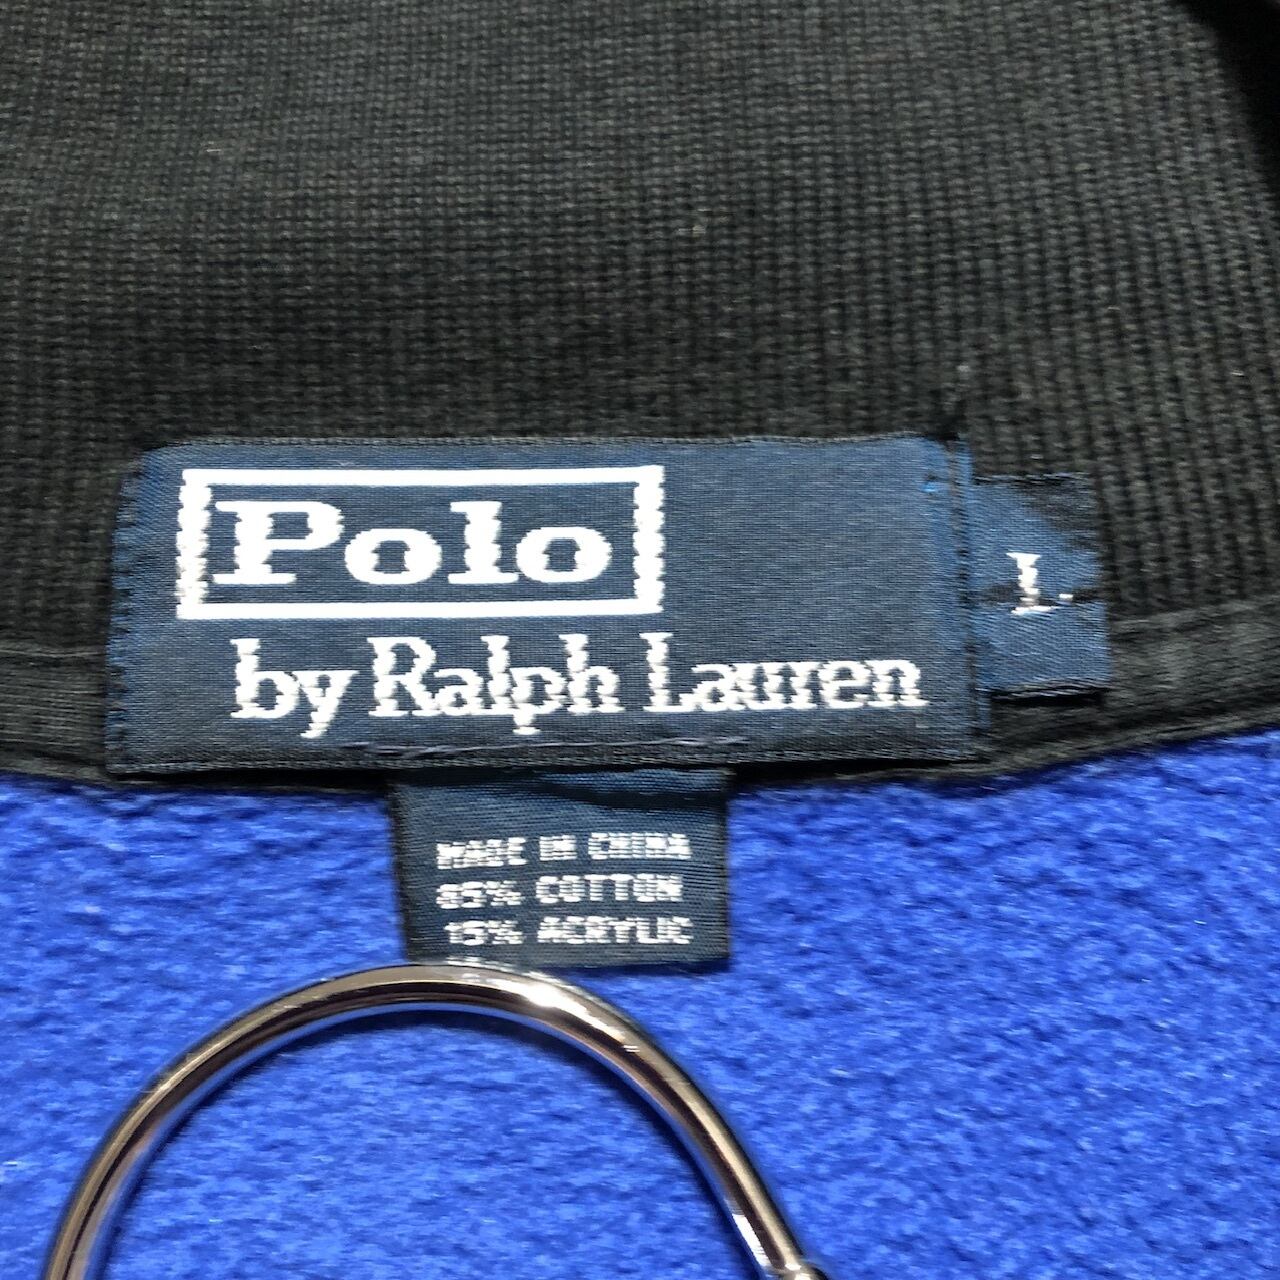 Polo
by Ralph Lauren
L
MADE IN CHINA
85% COTTON
15% ACRYLIC